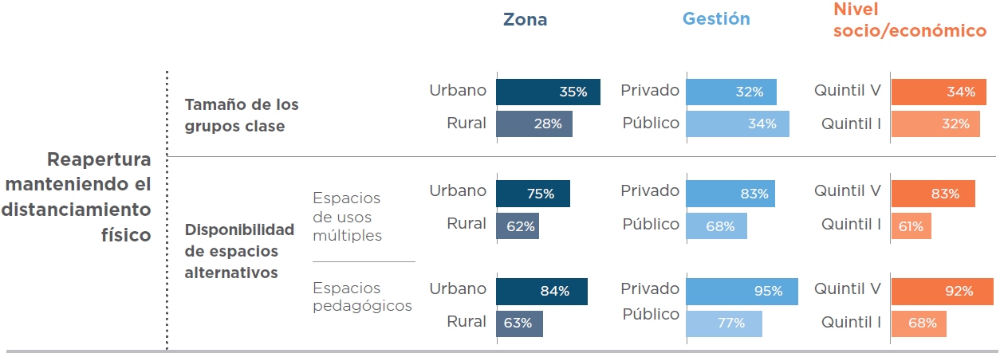 Zona
Gestión
Nivel
socio/económico
Reapertura
manteniendo el
distanciamiento
físico
Tamaño de los
grupos clase
Urbano 35%
Rural 28%
Privado 32%
Público 34%
Quintil V 34%
Quintil I 32%
Disponibilidad
de espacios
alternativos
Espacios
de usos
múltiples
Urbano 75%
Rural 62%
Privado 83%
Público 68%
Quintil V 83%
Quintil I 61%
Espacios
pedagógicos
Urbano 84%
Rural 63%
Privado 95%
Público 77%
Quintil V 92%
Quintil I 68%